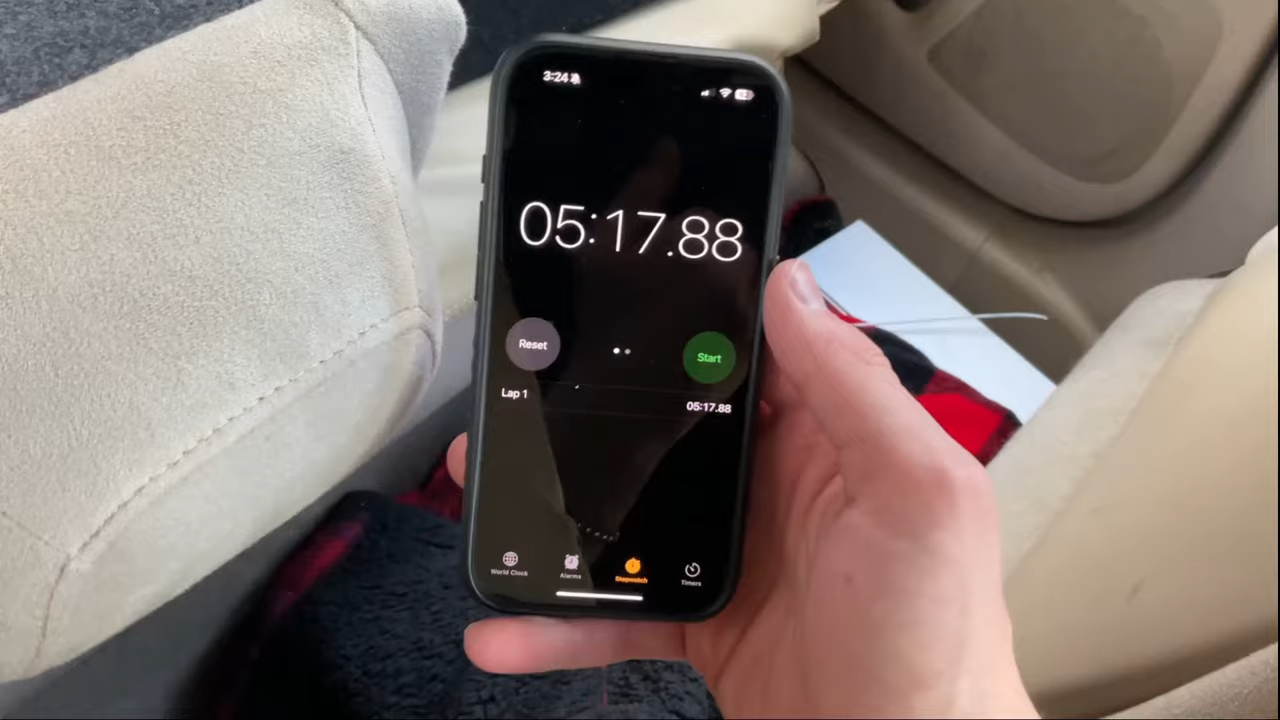 3:24
05:17.88
Reset
Start
Lap 1
05:17.88
World Clock
Alarms
Stopwatch
Timers